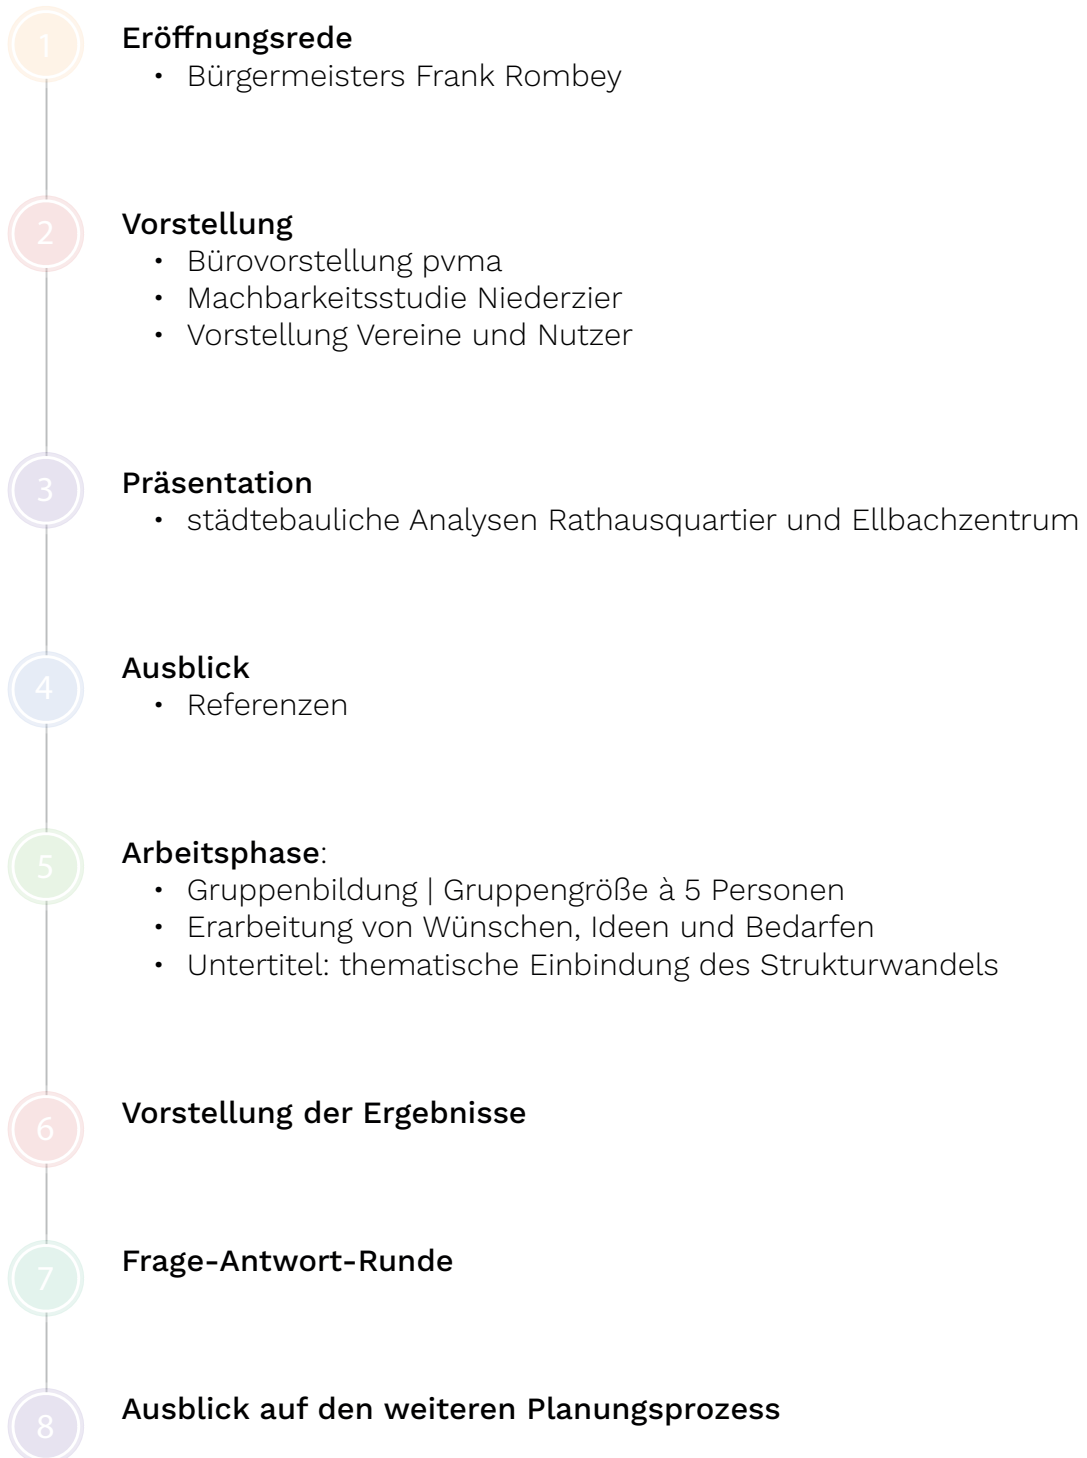 1
Eröffnungsrede
• Bürgermeisters Frank Rombey
2
Vorstellung
• Bürovorstellung pvma
• Machbarkeitsstudie Niederzier
• Vorstellung Vereine und Nutzer
3
Präsentation
• städtebauliche Analysen Rathausquartier und Ellbachzentrum
4
Ausblick
• Referenzen
5
Arbeitsphase:
• Gruppenbildung | Gruppengröße à 5 Personen
• Erarbeitung von Wünschen, Ideen und Bedarfen
• Untertitel: thematische Einbindung des Strukturwandels
6
Vorstellung der Ergebnisse
7
Frage-Antwort-Runde
8
Ausblick auf den weiteren Planungsprozess